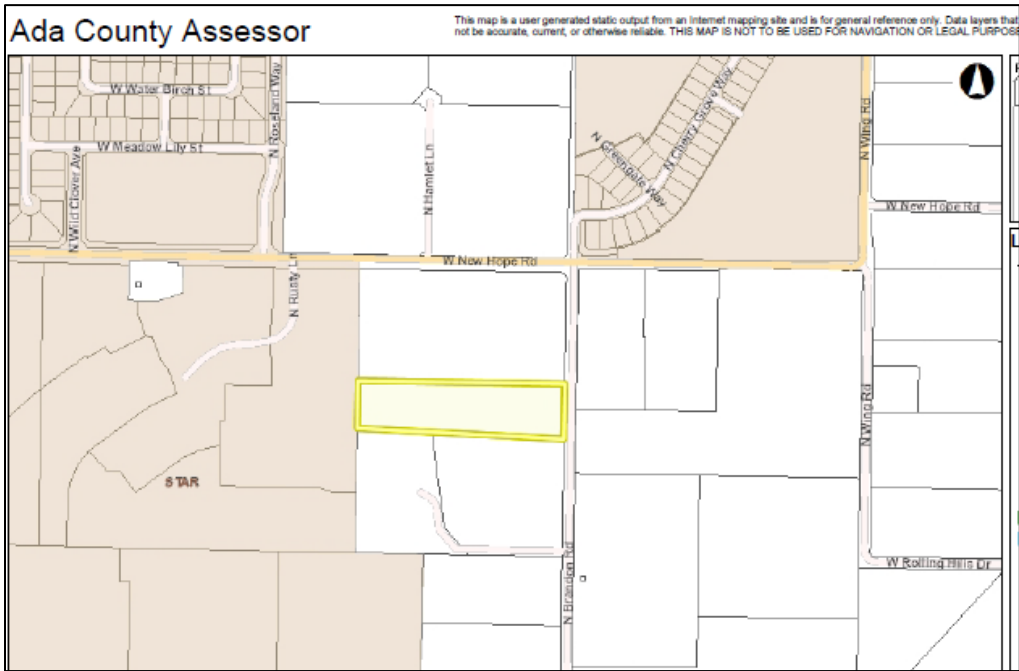 Ada County Assessor
This map is a user generated static output from an Internet mapping site and is for general reference only. Data layers that
not be accurate, current, or otherwise reliable. THIS MAP IS NOT TO BE USED FOR NAVIGATION OR LEGAL PURPOSE
W Water Birch St
N Roseland Way
N Cherry Grove Way
N Wing Rd
W Meadow Lily St
N Wild Clover Ave
N Hamlet Ln
N Greengale Way
W New Hope Rd
W New Hope Rd
N Rusty Ln
N Wing Rd
STAR
N Brandon Rd
W Rolling Hills Dr